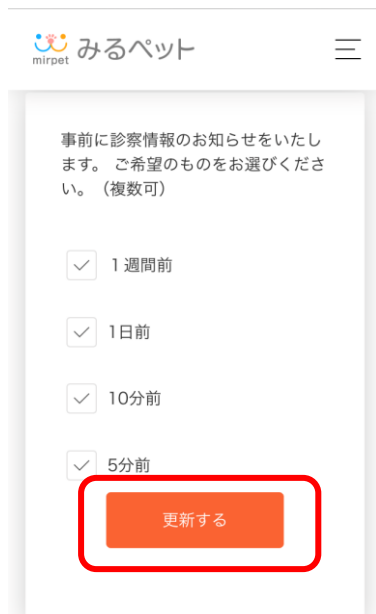 みるペット
mirpet
事前に診察情報のお知らせをいたし
ます。 ご希望のものをお選びくださ
い。（複数可）
１週間前
1日前
10分前
5分前
更新する